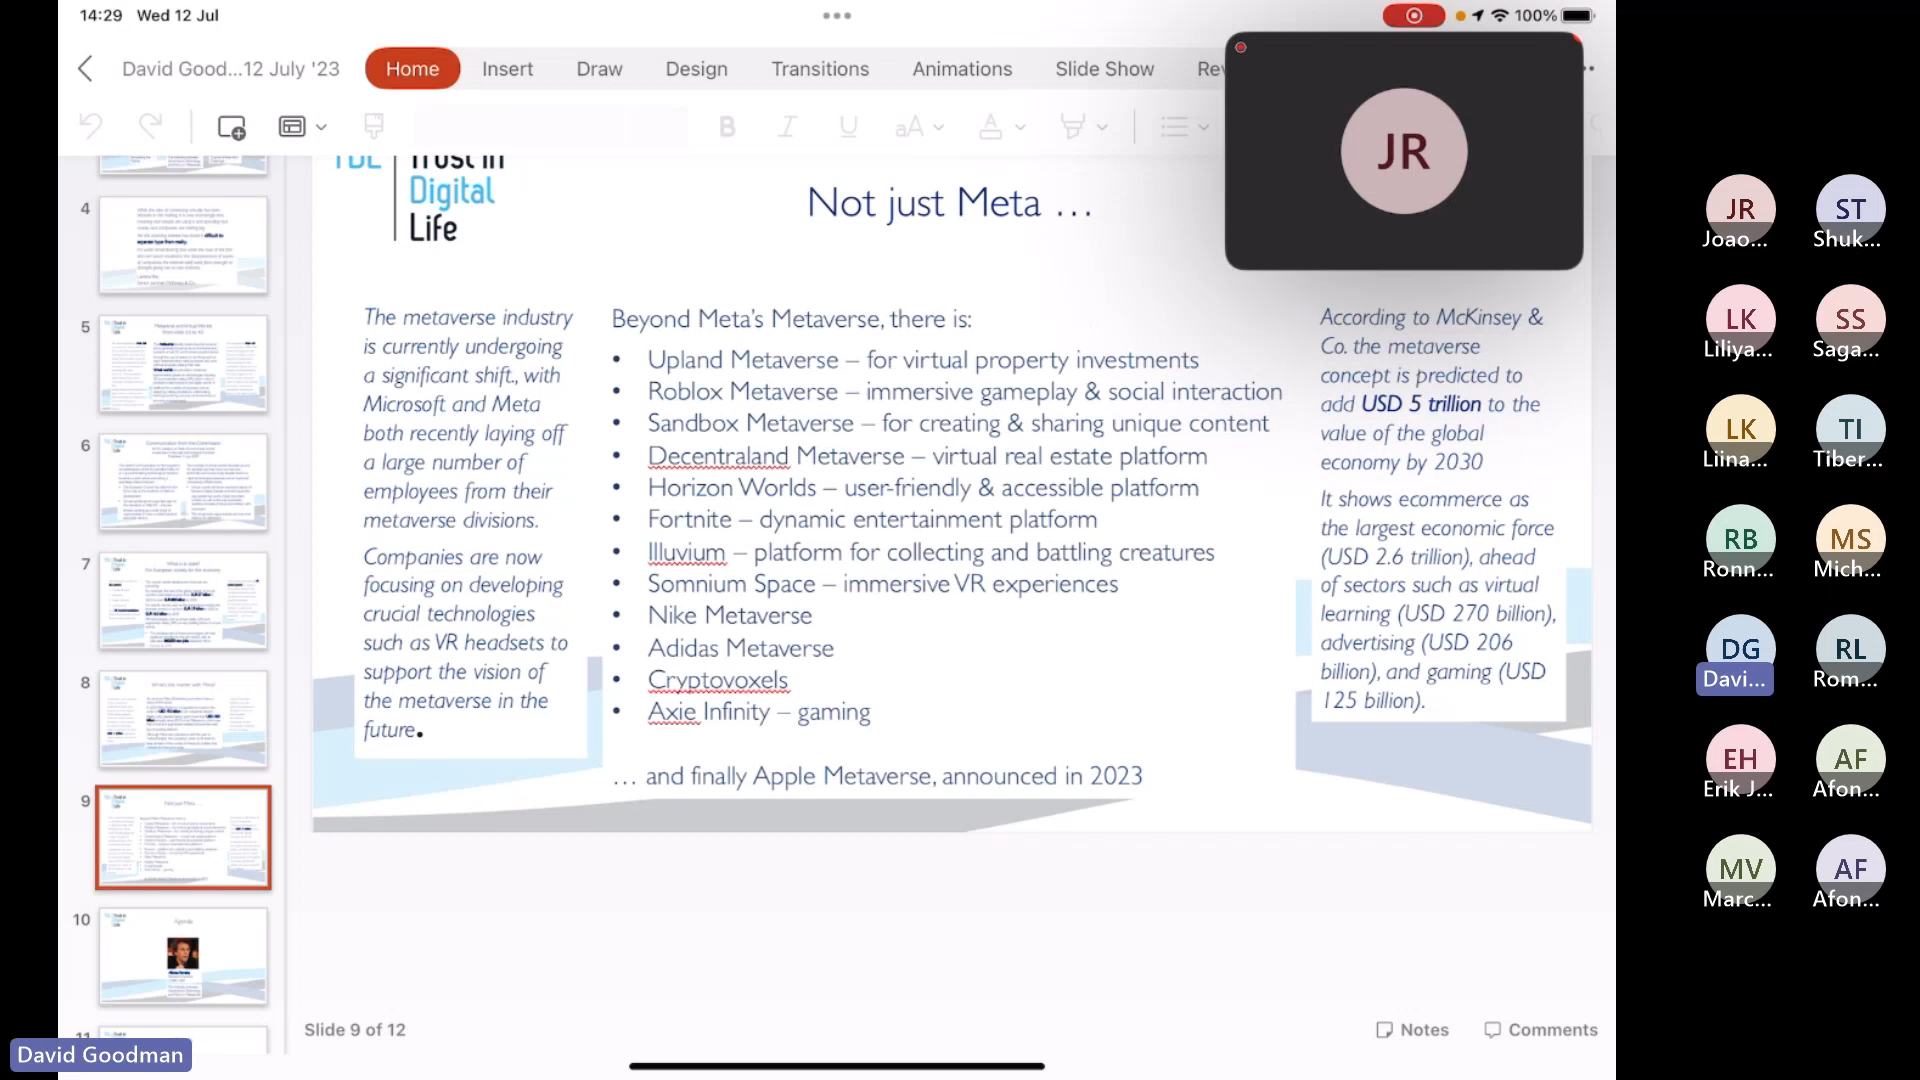 14:29 Wed 12 Jul
100%
David Good...12 July '23
Home
Insert
Draw
Design
Transitions
Animations
Slide Show
JR
Trust in
Digital
Life
Not just Meta ...
The metaverse industry
is currently undergoing
a significant shift., with
Microsoft and Meta
both recently laying off
a large number of
employees from their
metaverse divisions.
Companies are now
focusing on developing
crucial technologies
such as VR headsets to
support the vision of
the metaverse in the
future.
Beyond Meta's Metaverse, there is:
• Upland Metaverse – for virtual property investments
• Roblox Metaverse – immersive gameplay & social interaction
• Sandbox Metaverse – for creating & sharing unique content
• Decentraland Metaverse – virtual real estate platform
• Horizon Worlds – user-friendly & accessible platform
• Fortnite – dynamic entertainment platform
• Illuvium – platform for collecting and battling creatures
• Somnium Space – immersive VR experiences
• Nike Metaverse
• Adidas Metaverse
• Cryptovoxels
• Axie Infinity – gaming
... and finally Apple Metaverse, announced in 2023
According to McKinsey &
Co. the metaverse
concept is predicted to
add USD 5 trillion to the
value of the global
economy by 2030
It shows ecommerce as
the largest economic force
(USD 2.6 trillion), ahead
of sectors such as virtual
learning (USD 270 billion),
advertising (USD 206
billion), and gaming (USD
125 billion).
4
5
6
7
8
9
10
Agenda
11
Slide 9 of 12
Notes
Comments
David Goodman
JR
Joao...
ST
Shuk...
LK
Liliya...
SS
Saga...
LK
Liina...
TI
Tiber...
RB
Ronn...
MS
Mich...
DG
Davi...
RL
Rom...
EH
Erik J...
AF
Afon...
MV
Marc...
AF
Afon...